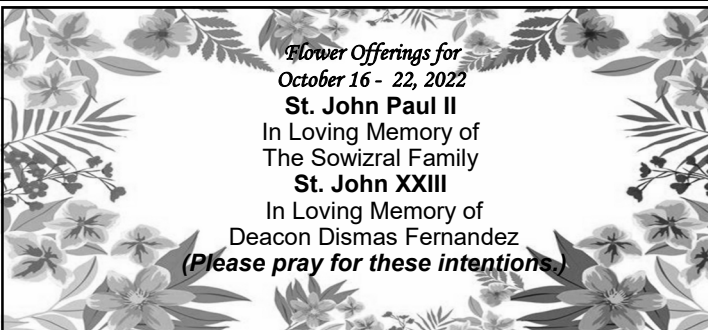 Flower Offerings for
October 16 - 22, 2022
St. John Paul II
In Loving Memory of
The Sowizral Family
St. John XXIII
In Loving Memory of
Deacon Dismas Fernandez
(Please pray for these intentions.)